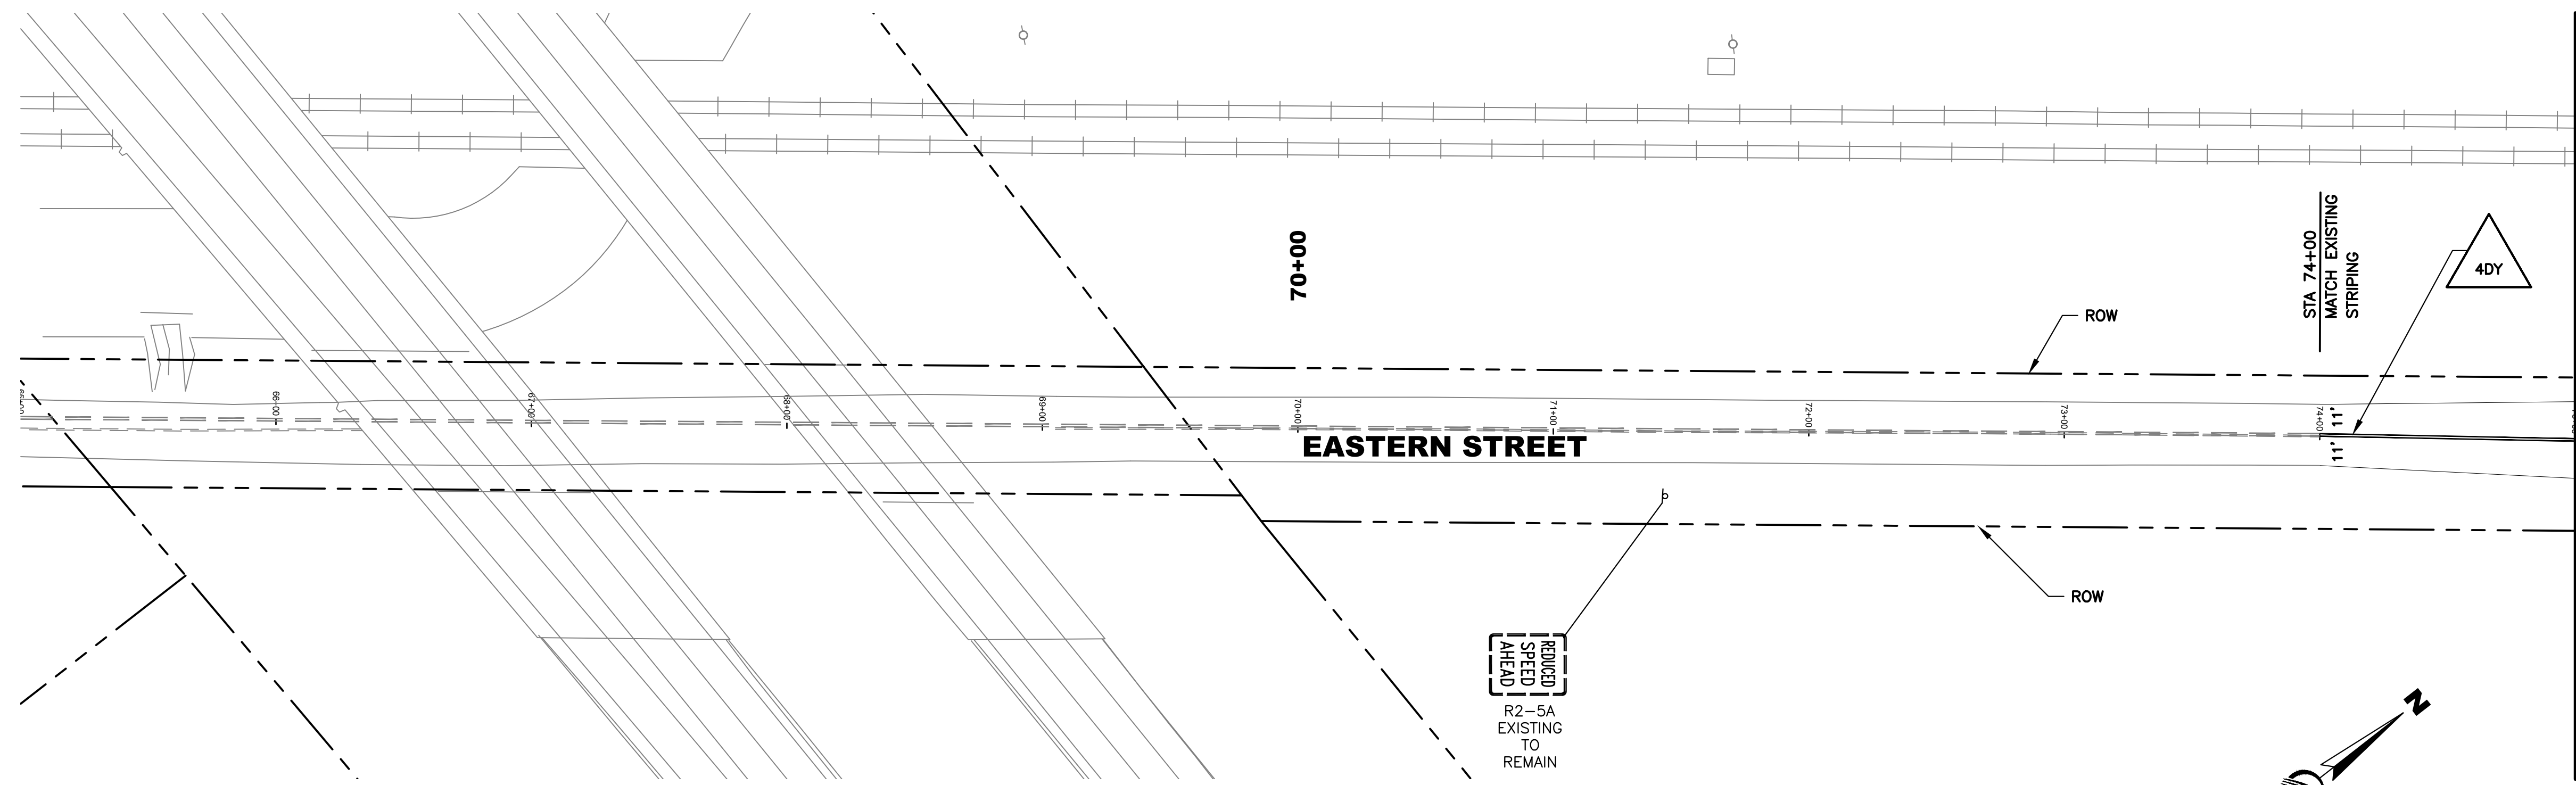 70+00
STA 74+00
MATCH EXISTING
STRIPING
4DY
ROW
66+00
67+00
68+00
69+00
70+00
71+00
72+00
73+00
74+00
11'
11'
EASTERN STREET
ROW
REDUCED
SPEED
AHEAD
R2-5A
EXISTING
TO
REMAIN
N